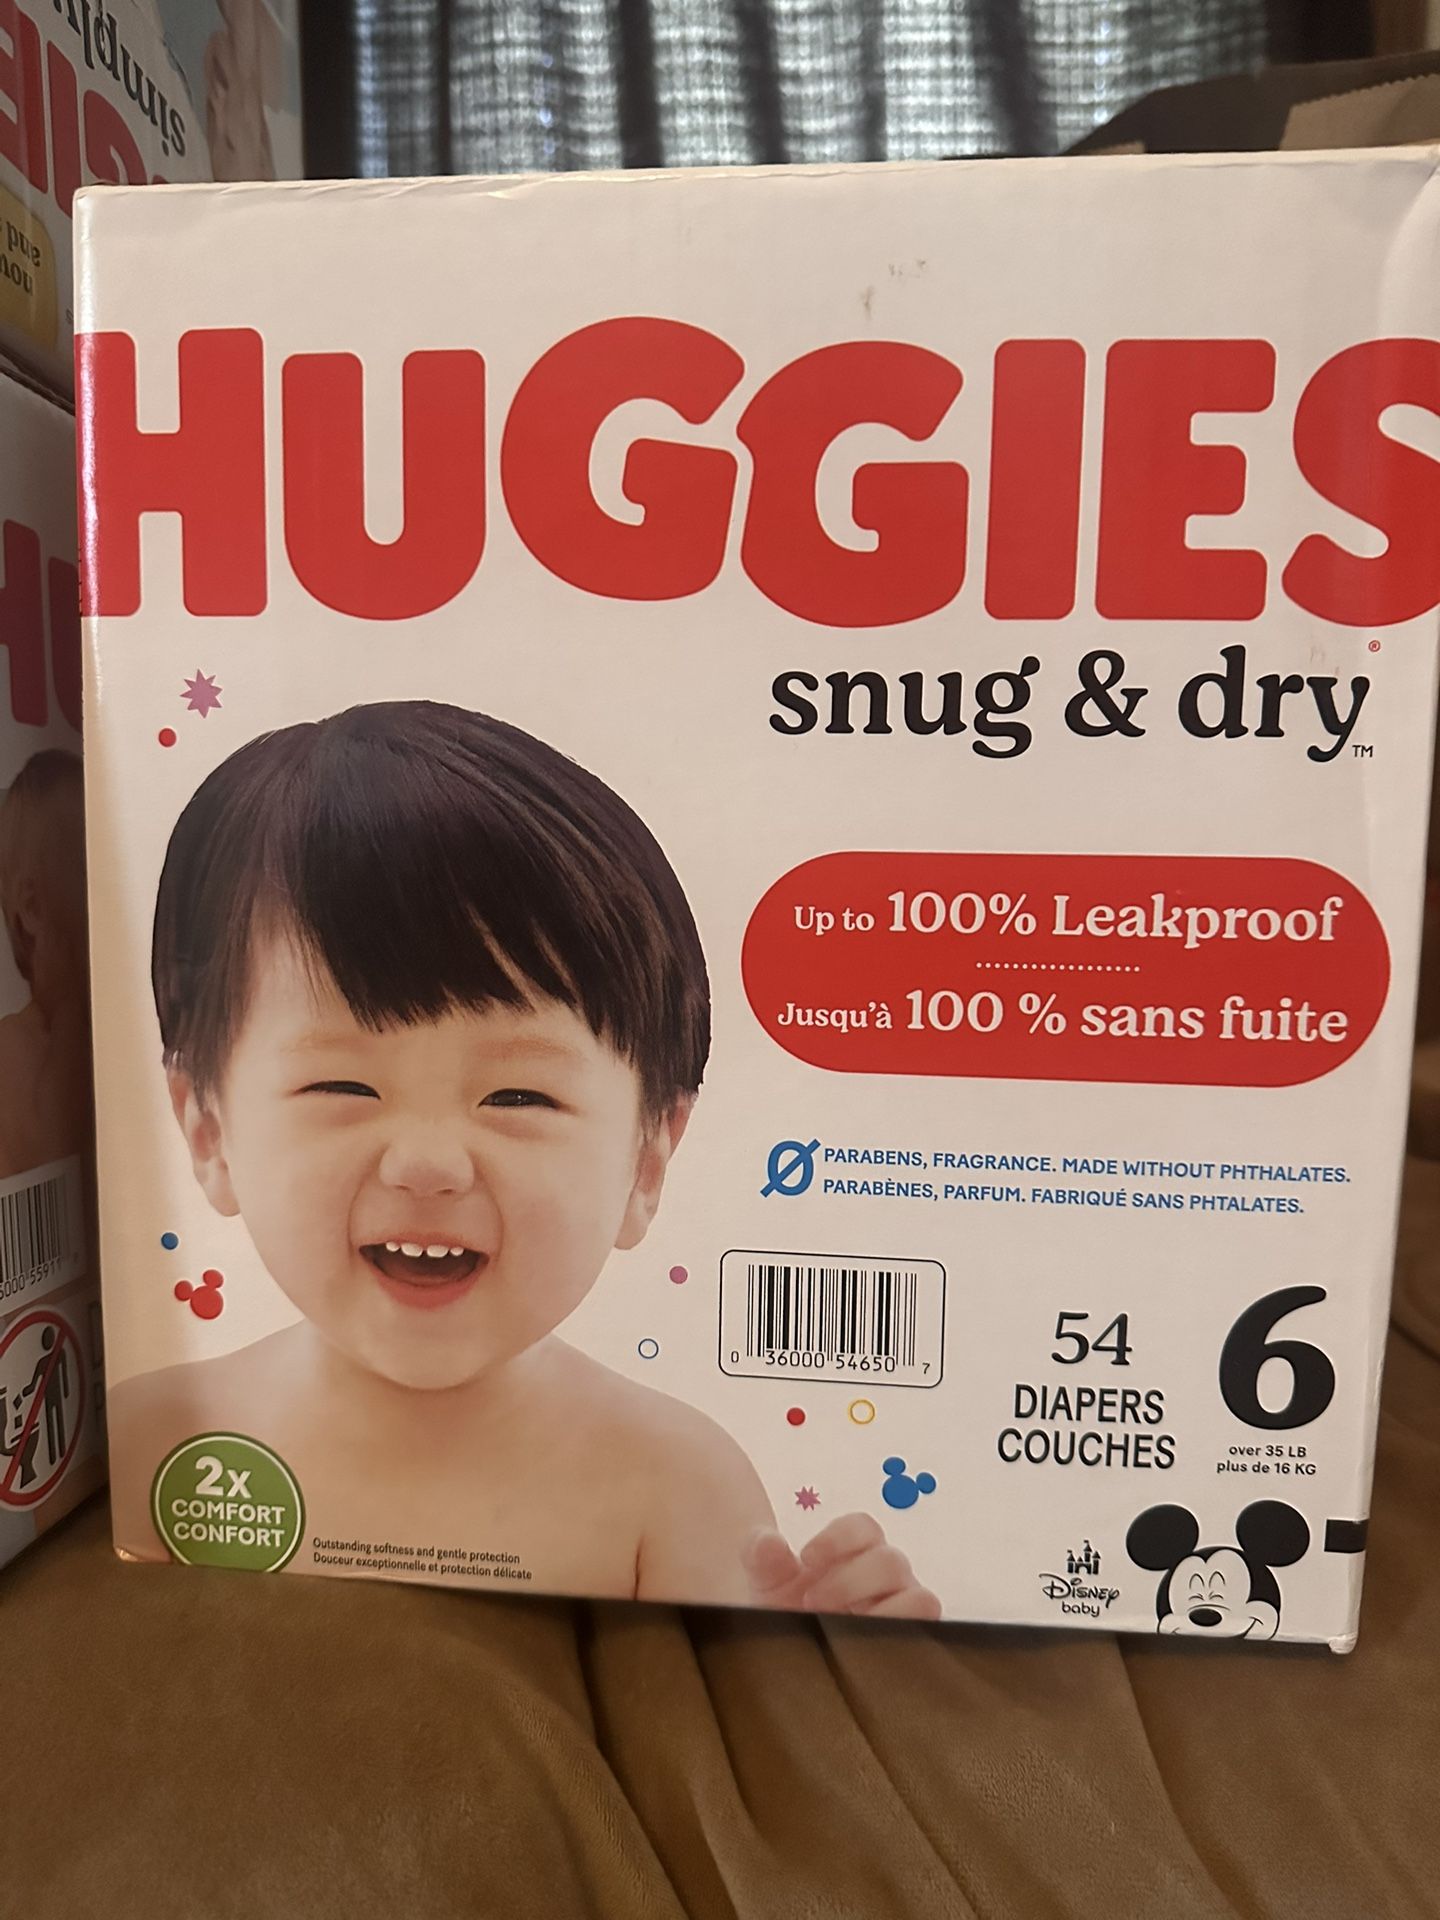 simply
HUGGIES®
snug & dry™
Up to 100% Leakproof
Jusqu'à 100 % sans fuite
PARABENS, FRAGRANCE. MADE WITHOUT PHTHALATES.
PARABÈNES, PARFUM. FABRIQUÉ SANS PHTALATES.
0 36000 54650 7
54
DIAPERS
COUCHES
6
over 35 LB
plus de 16 KG
2x
COMFORT
CONFORT
Outstanding softness and gentle protection
Douceur exceptionnelle et protection délicate
Disney
baby